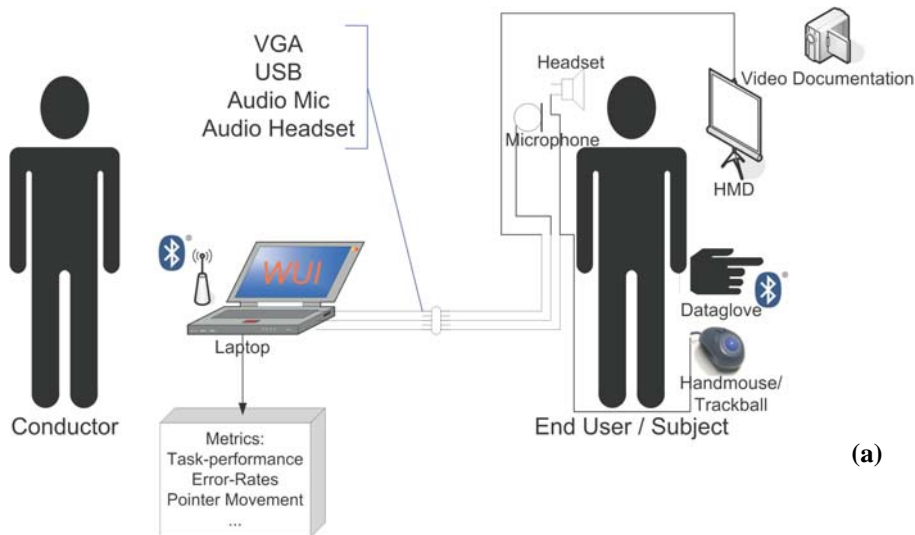 VGA
USB
Audio Mic
Audio Headset
Headset
Video Documentation
Microphone
HMD
WUI
Laptop
Dataglove
Handmouse/
Trackball
Conductor
End User / Subject
Metrics:
Task-performance
Error-Rates
Pointer Movement
...
(a)